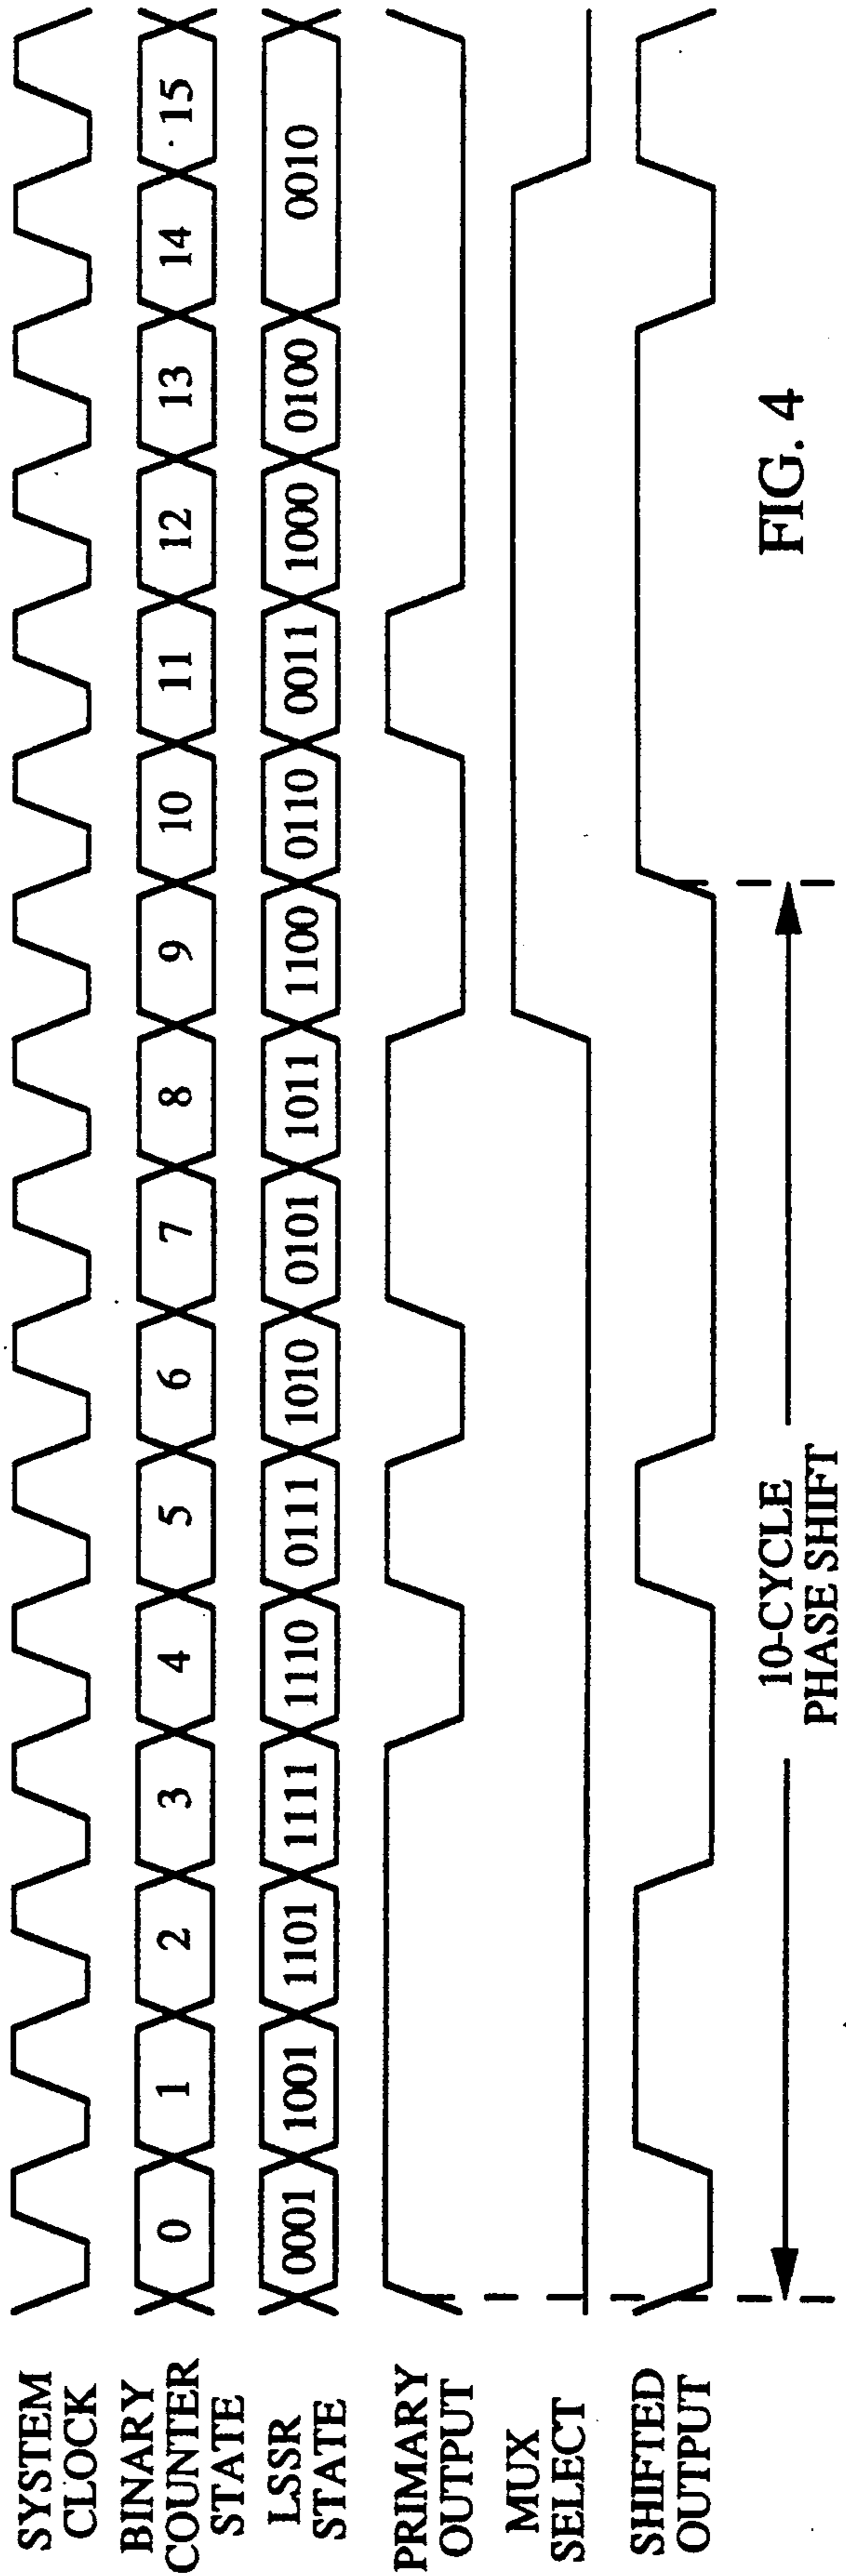 SYSTEM
CLOCK
BINARY
COUNTER
STATE
0 1 2 3 4 5 6 7 8 9 10 11 12 13 14 15
LSSR
STATE
0001 1001 1101 1111 1110 0111 1010 0101 1011 1100 0110 0011 1000 0100 0010
PRIMARY
OUTPUT
MUX
SELECT
SHIFTED
OUTPUT
10-CYCLE
PHASE SHIFT
FIG. 4